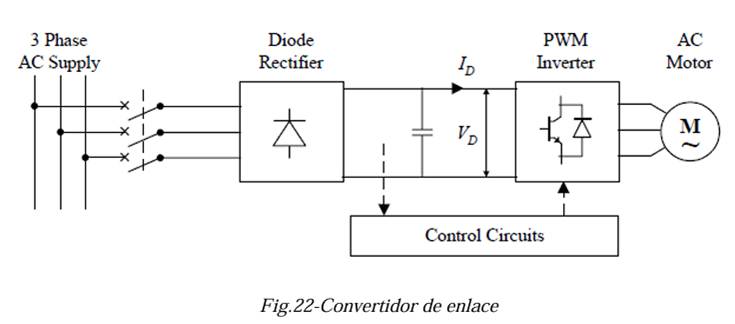 3 Phase
AC Supply
Diode
Rectifier
PWM
Inverter
AC
Motor
I_D
V_D
M
~
Control Circuits
Fig.22-Convertidor de enlace